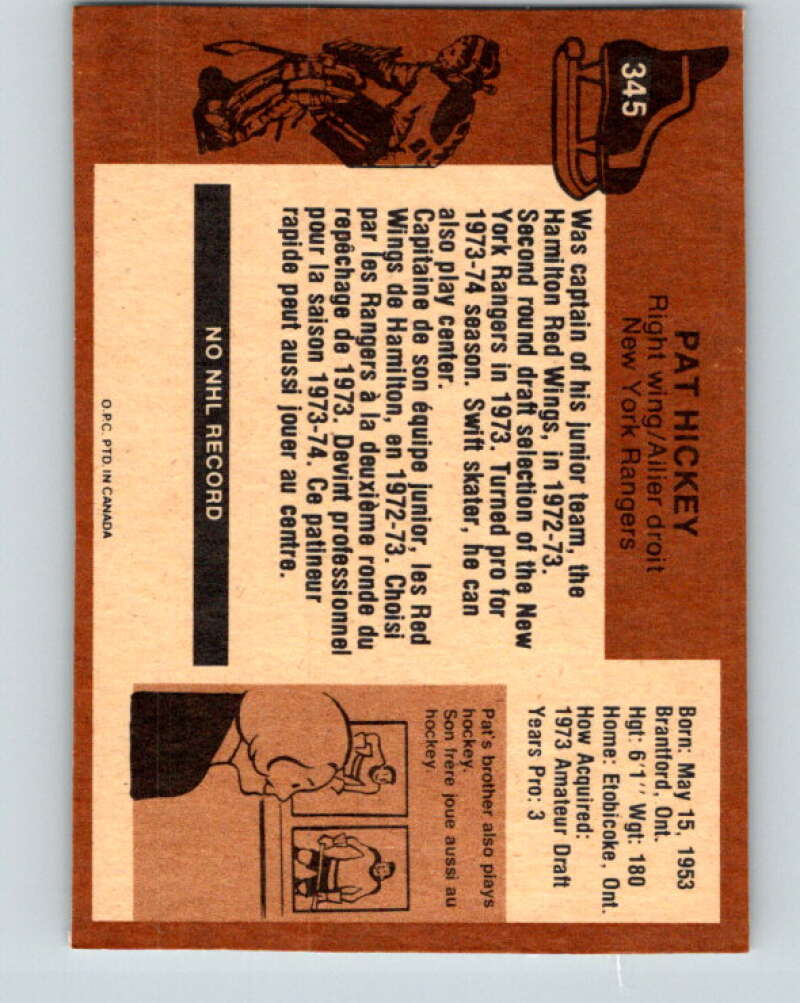 345
PAT HICKEY
Right wing/Ailier droit
New York Rangers
Born: May 15, 1953
Brantford, Ont.
Hgt: 6'1'' Wgt: 180
Home: Etobicoke, Ont.
How Acquired:
1973 Amateur Draft
Years Pro: 3
Was captain of his junior team, the
Hamilton Red Wings, in 1972-73.
Second round draft selection of the New
York Rangers in 1973. Turned pro for
1973-74 season. Swift skater, he can
also play center.
Capitaine de son équipe junior, les Red
Wings de Hamilton, en 1972-73. Choisi
par les Rangers à la deuxième ronde du
repêchage de 1973. Devint professionnel
pour la saison 1973-74. Ce patineur
rapide peut aussi jouer au centre.
Pat's brother also plays
hockey.
Son frère joue aussi au
hockey.
NO NHL RECORD
O.P.C. PTD. IN CANADA